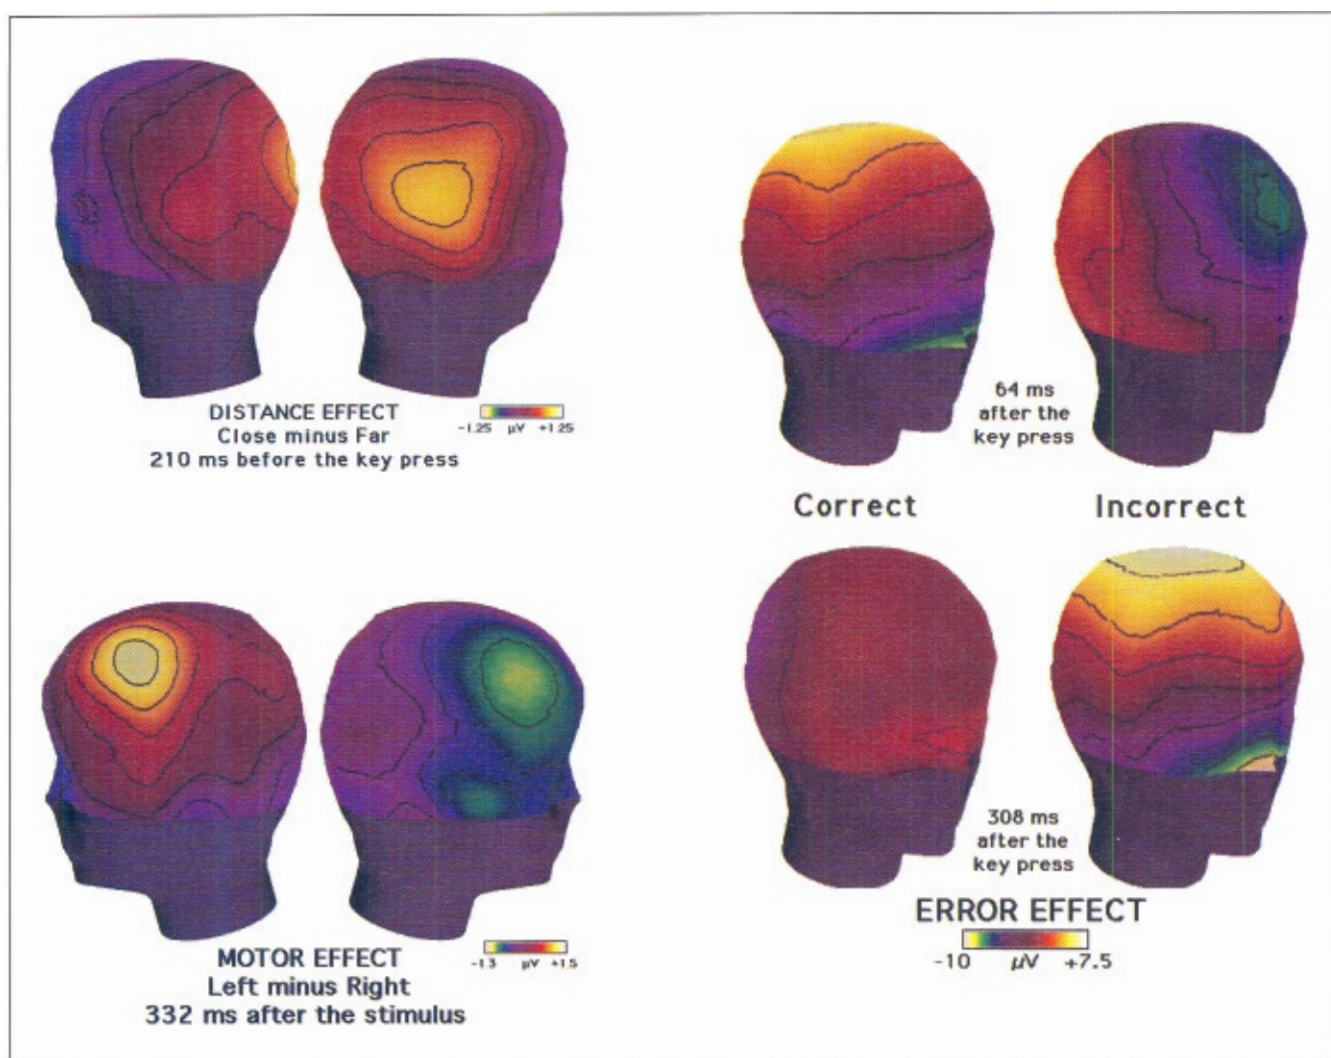 DISTANCE EFFECT
Close minus Far
210 ms before the key press
-1.25 μV +1.25
MOTOR EFFECT
Left minus Right
332 ms after the stimulus
-1.3 μV +1.5
64 ms
after the
key press
Correct Incorrect
308 ms
after the
key press
ERROR EFFECT
-10 μV +7.5